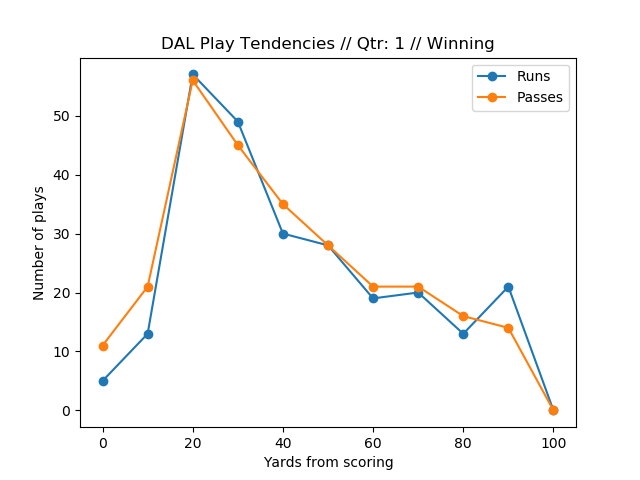 DAL Play Tendencies // Qtr: 1 // Winning
Runs
Passes
Number of plays
50
40
30
20
10
0
0 20 40 60 80 100
Yards from scoring